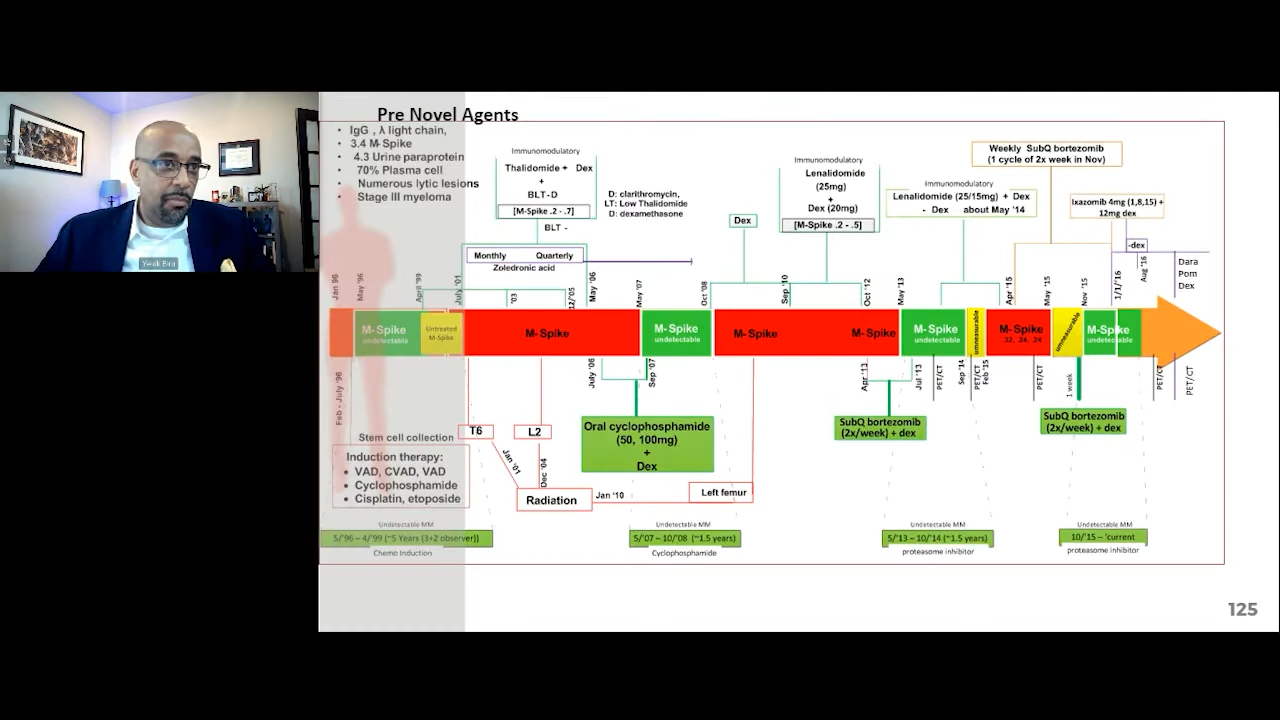 Pre Novel Agents
• IgG , λ light chain,
• 3.4 M-Spike
• 4.3 Urine paraprotein
• 70% Plasma cell
• Numerous lytic lesions
• Stage III myeloma
Immunomodulatory
Thalidomide + Dex
+
BLT-D
[M-Spike .2 - .7]
BLT -
D: clarithromycin,
LT: Low Thalidomide
D: dexamethasone
Monthly Quarterly
Zoledronic acid
Dex
Immunomodulatory
Lenalidomide
(25mg)
+
Dex (20mg)
[M-Spike .2 - .5]
Immunomodulatory
Lenalidomide (25/15mg) + Dex
- Dex about May '14
Weekly SubQ bortezomib
(1 cycle of 2x week in Nov)
Ixazomib 4mg (1,8,15) +
12mg dex
-dex
Dara
Pom
Dex
Jan 96
May '96
April '99
July '01
'03
12/'05
May '06
May '07
Oct '08
Sep '10
Oct '12
May '13
Apr '15
May '15
Nov '15
1/1/'16
Aug '16
M-Spike
undetectable
Untreated
M-Spike
M- Spike
M-Spike
undetectable
M- Spike
M- Spike
M-Spike
undetectable
unmeasurable
M-Spike
.32, .24, .24
unmeasurable
M-Spike
undetectable
Feb - July '96
July '06
Sep '07
Apr '13
Jul '13
PET/CT
Sep '14
PET/CT
Feb '15
PET/CT
1 week
PET/CT
PET/CT
Stem cell collection
T6
L2
Induction therapy:
• VAD, CVAD, VAD
• Cyclophosphamide
• Cisplatin, etoposide
Jan '01
Dec '04
Radiation
Jan '10
Left femur
Oral cyclophosphamide
(50, 100mg)
+
Dex
SubQ bortezomib
(2x/week) + dex
SubQ bortezomib
(2x/week) + dex
Undetectable MM
5/'96 – 4/'99 (~5 Years (3+2 observer))
Chemo Induction
Undetectable MM
5/'07 – 10/'08 (~1.5 years)
Cyclophosphamide
Undetectable MM
5/'13 – 10/'14 (~1.5 years)
proteasome inhibitor
Undetectable MM
10/'15 – 'current
proteasome inhibitor
125